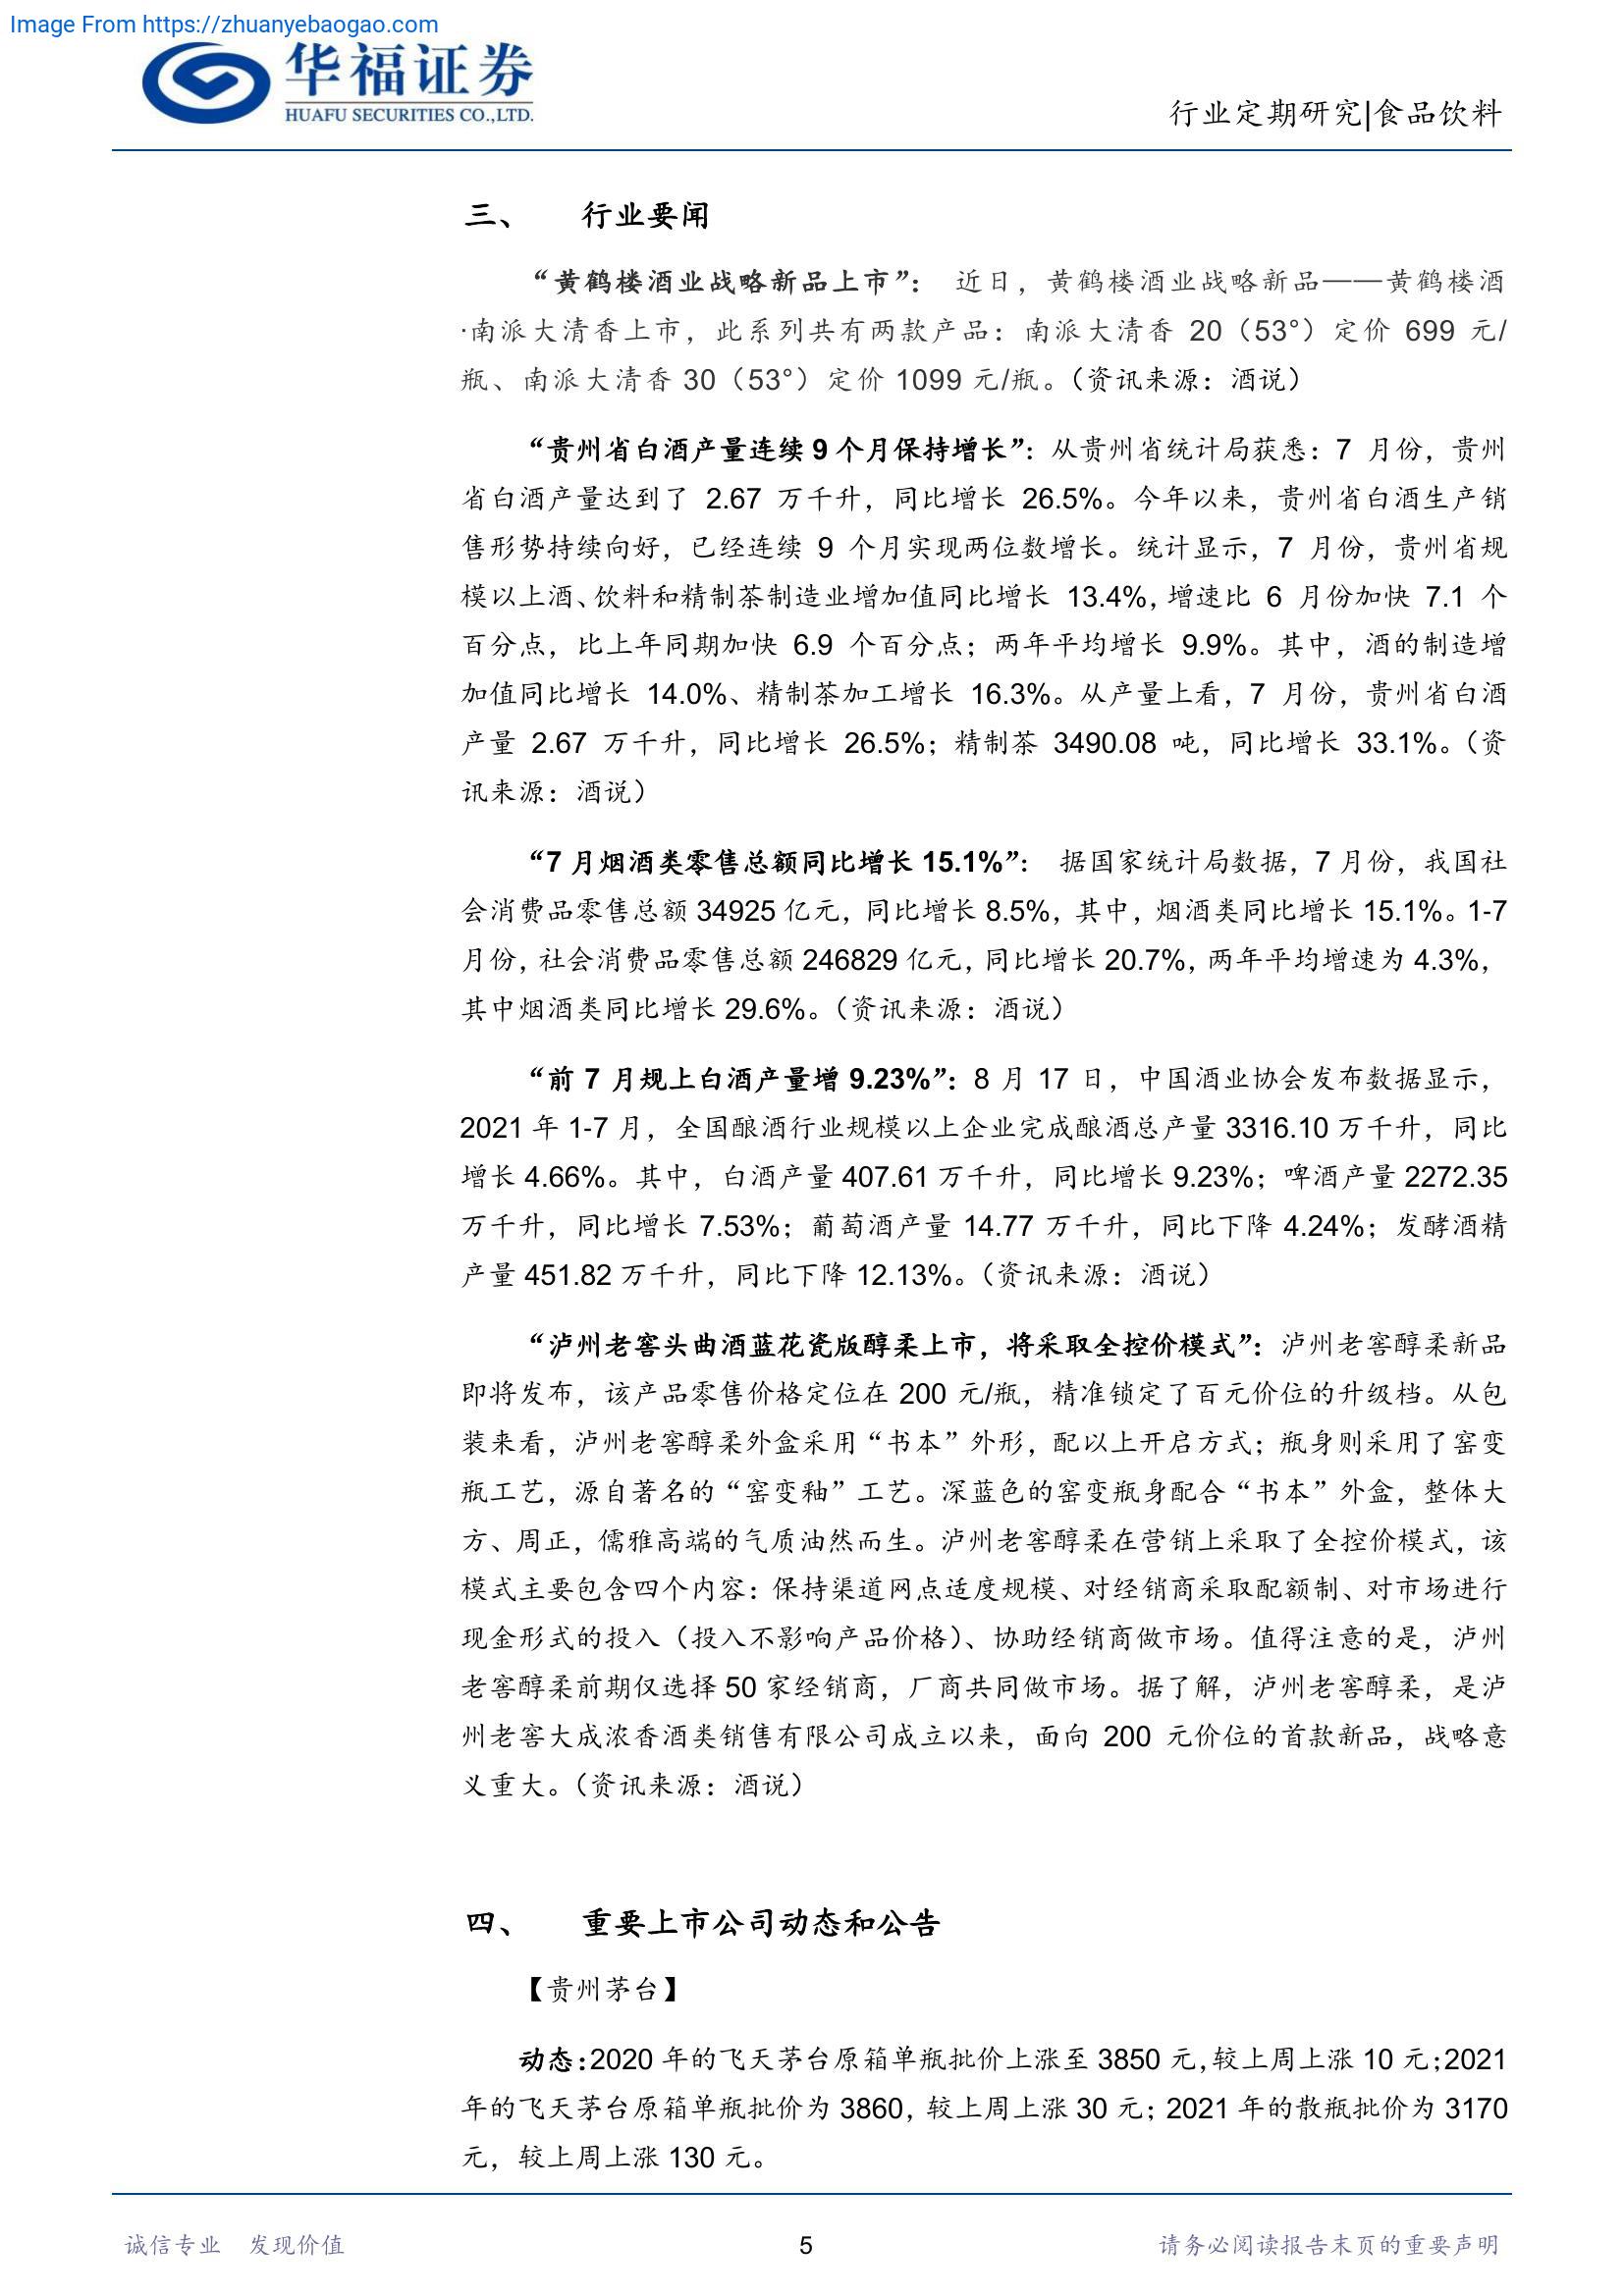 Image From https://zhuanyebaogao.com
华福证券
HUAFU SECURITIES CO.,LTD.
行业定期研究|食品饮料
三、 行业要闻
“黄鹤楼酒业战略新品上市”： 近日，黄鹤楼酒业战略新品——黄鹤楼酒
·南派大清香上市，此系列共有两款产品：南派大清香 20（53°）定价 699 元/
瓶、南派大清香 30（53°）定价 1099 元/瓶。（资讯来源：酒说）
“贵州省白酒产量连续 9 个月保持增长”：从贵州省统计局获悉：7 月份，贵州
省白酒产量达到了 2.67 万千升，同比增长 26.5%。今年以来，贵州省白酒生产销
售形势持续向好，已经连续 9 个月实现两位数增长。统计显示，7 月份，贵州省规
模以上酒、饮料和精制茶制造业增加值同比增长 13.4%，增速比 6 月份加快 7.1 个
百分点，比上年同期加快 6.9 个百分点；两年平均增长 9.9%。其中，酒的制造增
加值同比增长 14.0%、精制茶加工增长 16.3%。从产量上看，7 月份，贵州省白酒
产量 2.67 万千升，同比增长 26.5%；精制茶 3490.08 吨，同比增长 33.1%。（资
讯来源：酒说）
“7 月烟酒类零售总额同比增长 15.1%”： 据国家统计局数据，7 月份，我国社
会消费品零售总额 34925 亿元，同比增长 8.5%，其中，烟酒类同比增长 15.1%。1-7
月份，社会消费品零售总额 246829 亿元，同比增长 20.7%，两年平均增速为 4.3%，
其中烟酒类同比增长 29.6%。（资讯来源：酒说）
“前 7 月规上白酒产量增 9.23%”：8 月 17 日，中国酒业协会发布数据显示，
2021 年 1-7 月，全国酿酒行业规模以上企业完成酿酒总产量 3316.10 万千升，同比
增长 4.66%。其中，白酒产量 407.61 万千升，同比增长 9.23%；啤酒产量 2272.35
万千升，同比增长 7.53%；葡萄酒产量 14.77 万千升，同比下降 4.24%；发酵酒精
产量 451.82 万千升，同比下降 12.13%。（资讯来源：酒说）
“泸州老窖头曲酒蓝花瓷版醇柔上市，将采取全控价模式”：泸州老窖醇柔新品
即将发布，该产品零售价格定位在 200 元/瓶，精准锁定了百元价位的升级档。从包
装来看，泸州老窖醇柔外盒采用“书本”外形，配以上开启方式；瓶身则采用了窑变
瓶工艺，源自著名的“窑变釉”工艺。深蓝色的窑变瓶身配合“书本”外盒，整体大
方、周正，儒雅高端的气质油然而生。泸州老窖醇柔在营销上采取了全控价模式，该
模式主要包含四个内容：保持渠道网点适度规模、对经销商采取配额制、对市场进行
现金形式的投入（投入不影响产品价格）、协助经销商做市场。值得注意的是，泸州
老窖醇柔前期仅选择 50 家经销商，厂商共同做市场。据了解，泸州老窖醇柔，是泸
州老窖大成浓香酒类销售有限公司成立以来，面向 200 元价位的首款新品，战略意
义重大。（资讯来源：酒说）
四、 重要上市公司动态和公告
【贵州茅台】
动态：2020 年的飞天茅台原箱单瓶批价上涨至 3850 元，较上周上涨 10 元；2021
年的飞天茅台原箱单瓶批价为 3860，较上周上涨 30 元；2021 年的散瓶批价为 3170
元，较上周上涨 130 元。
诚信专业 发现价值
5
请务必阅读报告末页的重要声明